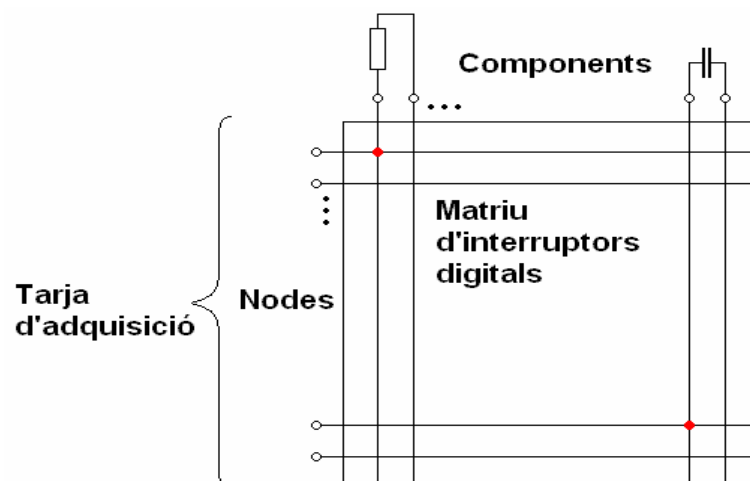 Components
Matriu
d'interruptors
digitals
Nodes
Tarja
d'adquisició